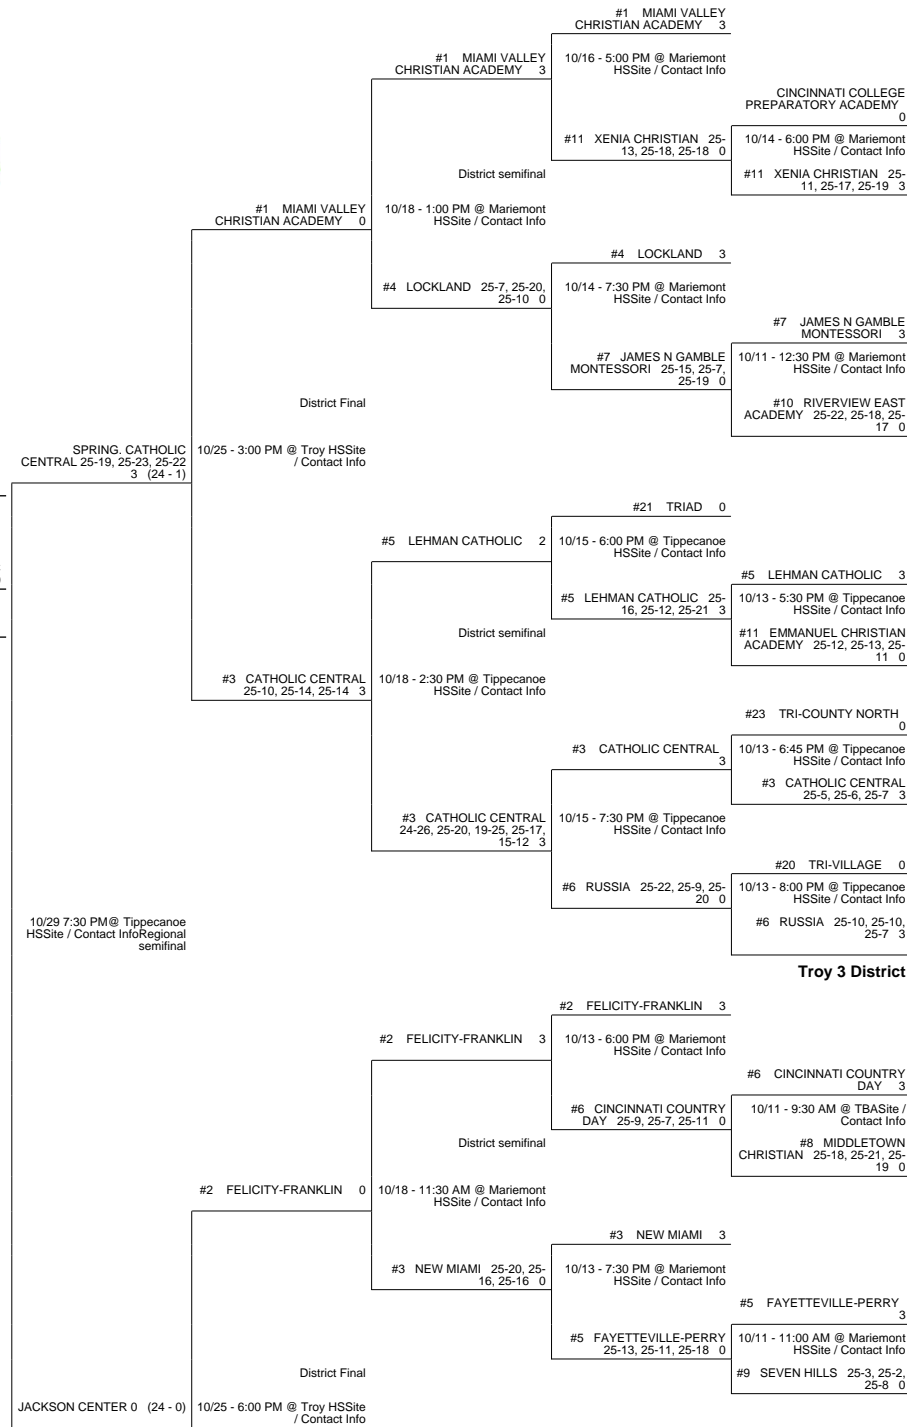 #1 MIAMI VALLEY
CHRISTIAN ACADEMY 3
#1 MIAMI VALLEY
CHRISTIAN ACADEMY 3
10/16 - 5:00 PM @ Mariemont
HSSite / Contact Info
CINCINNATI COLLEGE
PREPARATORY ACADEMY
0
#11 XENIA CHRISTIAN 25-
13, 25-18, 25-18 0
10/14 - 6:00 PM @ Mariemont
HSSite / Contact Info
District semifinal
#11 XENIA CHRISTIAN 25-
11, 25-17, 25-19 3
#1 MIAMI VALLEY
CHRISTIAN ACADEMY 0
10/18 - 1:00 PM @ Mariemont
HSSite / Contact Info
#4 LOCKLAND 3
#4 LOCKLAND 25-7, 25-20,
25-10 0
10/14 - 7:30 PM @ Mariemont
HSSite / Contact Info
#7 JAMES N GAMBLE
MONTESSORI 3
#7 JAMES N GAMBLE
MONTESSORI 25-15, 25-7,
25-19 0
10/11 - 12:30 PM @ Mariemont
HSSite / Contact Info
District Final
#10 RIVERVIEW EAST
ACADEMY 25-22, 25-18, 25-
17 0
SPRING. CATHOLIC
CENTRAL 25-19, 25-23, 25-22
3 (24 - 1)
10/25 - 3:00 PM @ Troy HSSite
/ Contact Info
#21 TRIAD 0
#5 LEHMAN CATHOLIC 2
10/15 - 6:00 PM @ Tippecanoe
HSSite / Contact Info
#5 LEHMAN CATHOLIC 3
#5 LEHMAN CATHOLIC 25-
16, 25-12, 25-21 3
10/13 - 5:30 PM @ Tippecanoe
HSSite / Contact Info
District semifinal
#11 EMMANUEL CHRISTIAN
ACADEMY 25-12, 25-13, 25-
11 0
#3 CATHOLIC CENTRAL
25-10, 25-14, 25-14 3
10/18 - 2:30 PM @ Tippecanoe
HSSite / Contact Info
#23 TRI-COUNTY NORTH
0
#3 CATHOLIC CENTRAL
3
10/13 - 6:45 PM @ Tippecanoe
HSSite / Contact Info
#3 CATHOLIC CENTRAL
25-5, 25-6, 25-7 3
#3 CATHOLIC CENTRAL
24-26, 25-20, 19-25, 25-17,
15-12 3
10/15 - 7:30 PM @ Tippecanoe
HSSite / Contact Info
#20 TRI-VILLAGE 0
#6 RUSSIA 25-22, 25-9, 25-
20 0
10/13 - 8:00 PM @ Tippecanoe
HSSite / Contact Info
10/29 7:30 PM@ Tippecanoe
HSSite / Contact InfoRegional
semifinal
#6 RUSSIA 25-10, 25-10,
25-7 3
Troy 3 District
#2 FELICITY-FRANKLIN 3
#2 FELICITY-FRANKLIN 3
10/13 - 6:00 PM @ Mariemont
HSSite / Contact Info
#6 CINCINNATI COUNTRY
DAY 3
#6 CINCINNATI COUNTRY
DAY 25-9, 25-7, 25-11 0
10/11 - 9:30 AM @ TBASite /
Contact Info
District semifinal
#8 MIDDLETOWN
CHRISTIAN 25-18, 25-21, 25-
19 0
#2 FELICITY-FRANKLIN 0
10/18 - 11:30 AM @ Mariemont
HSSite / Contact Info
#3 NEW MIAMI 3
#3 NEW MIAMI 25-20, 25-
16, 25-16 0
10/13 - 7:30 PM @ Mariemont
HSSite / Contact Info
#5 FAYETTEVILLE-PERRY
3
#5 FAYETTEVILLE-PERRY
25-13, 25-11, 25-18 0
10/11 - 11:00 AM @ Mariemont
HSSite / Contact Info
District Final
#9 SEVEN HILLS 25-3, 25-2,
25-8 0
JACKSON CENTER 0 (24 - 0)
10/25 - 6:00 PM @ Troy HSSite
/ Contact Info